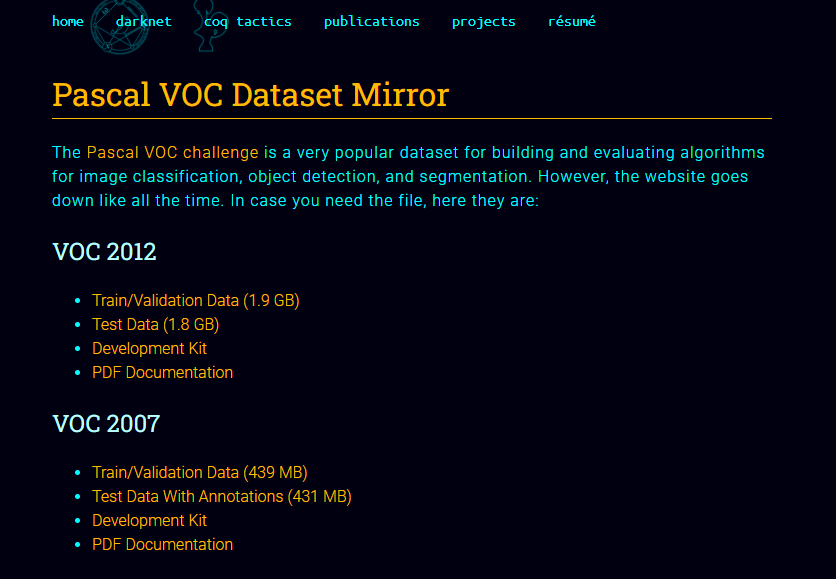 home darknet coq tactics publications projects résumé
Pascal VOC Dataset Mirror
The Pascal VOC challenge is a very popular dataset for building and evaluating algorithms
for image classification, object detection, and segmentation. However, the website goes
down like all the time. In case you need the file, here they are:
VOC 2012
Train/Validation Data (1.9 GB)
Test Data (1.8 GB)
Development Kit
PDF Documentation
VOC 2007
Train/Validation Data (439 MB)
Test Data With Annotations (431 MB)
Development Kit
PDF Documentation